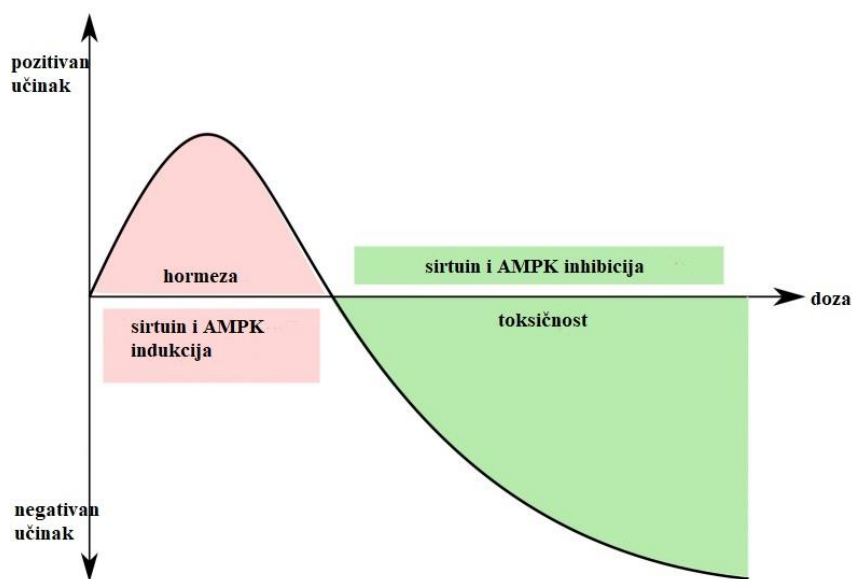 pozitivan
učinak
sirtuin i AMPK inhibicija
hormeza
doza
sirtuin i AMPK
indukcija
toksičnost
negativan
učinak